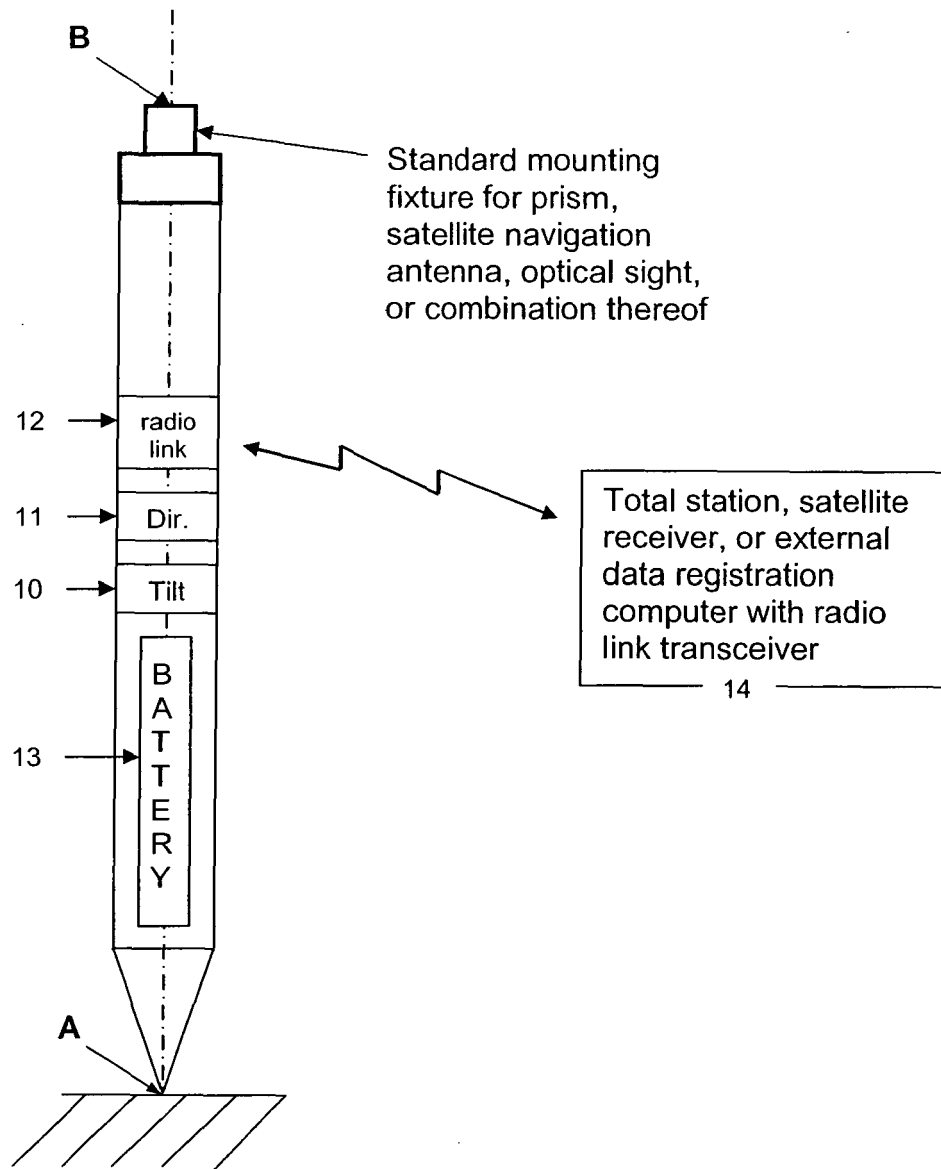 B
Standard mounting
fixture for prism,
satellite navigation
antenna, optical sight,
or combination thereof
12
radio
link
11
Dir.
10
Tilt
Total station, satellite
receiver, or external
data registration
computer with radio
link transceiver
14
13
BATTERY
A